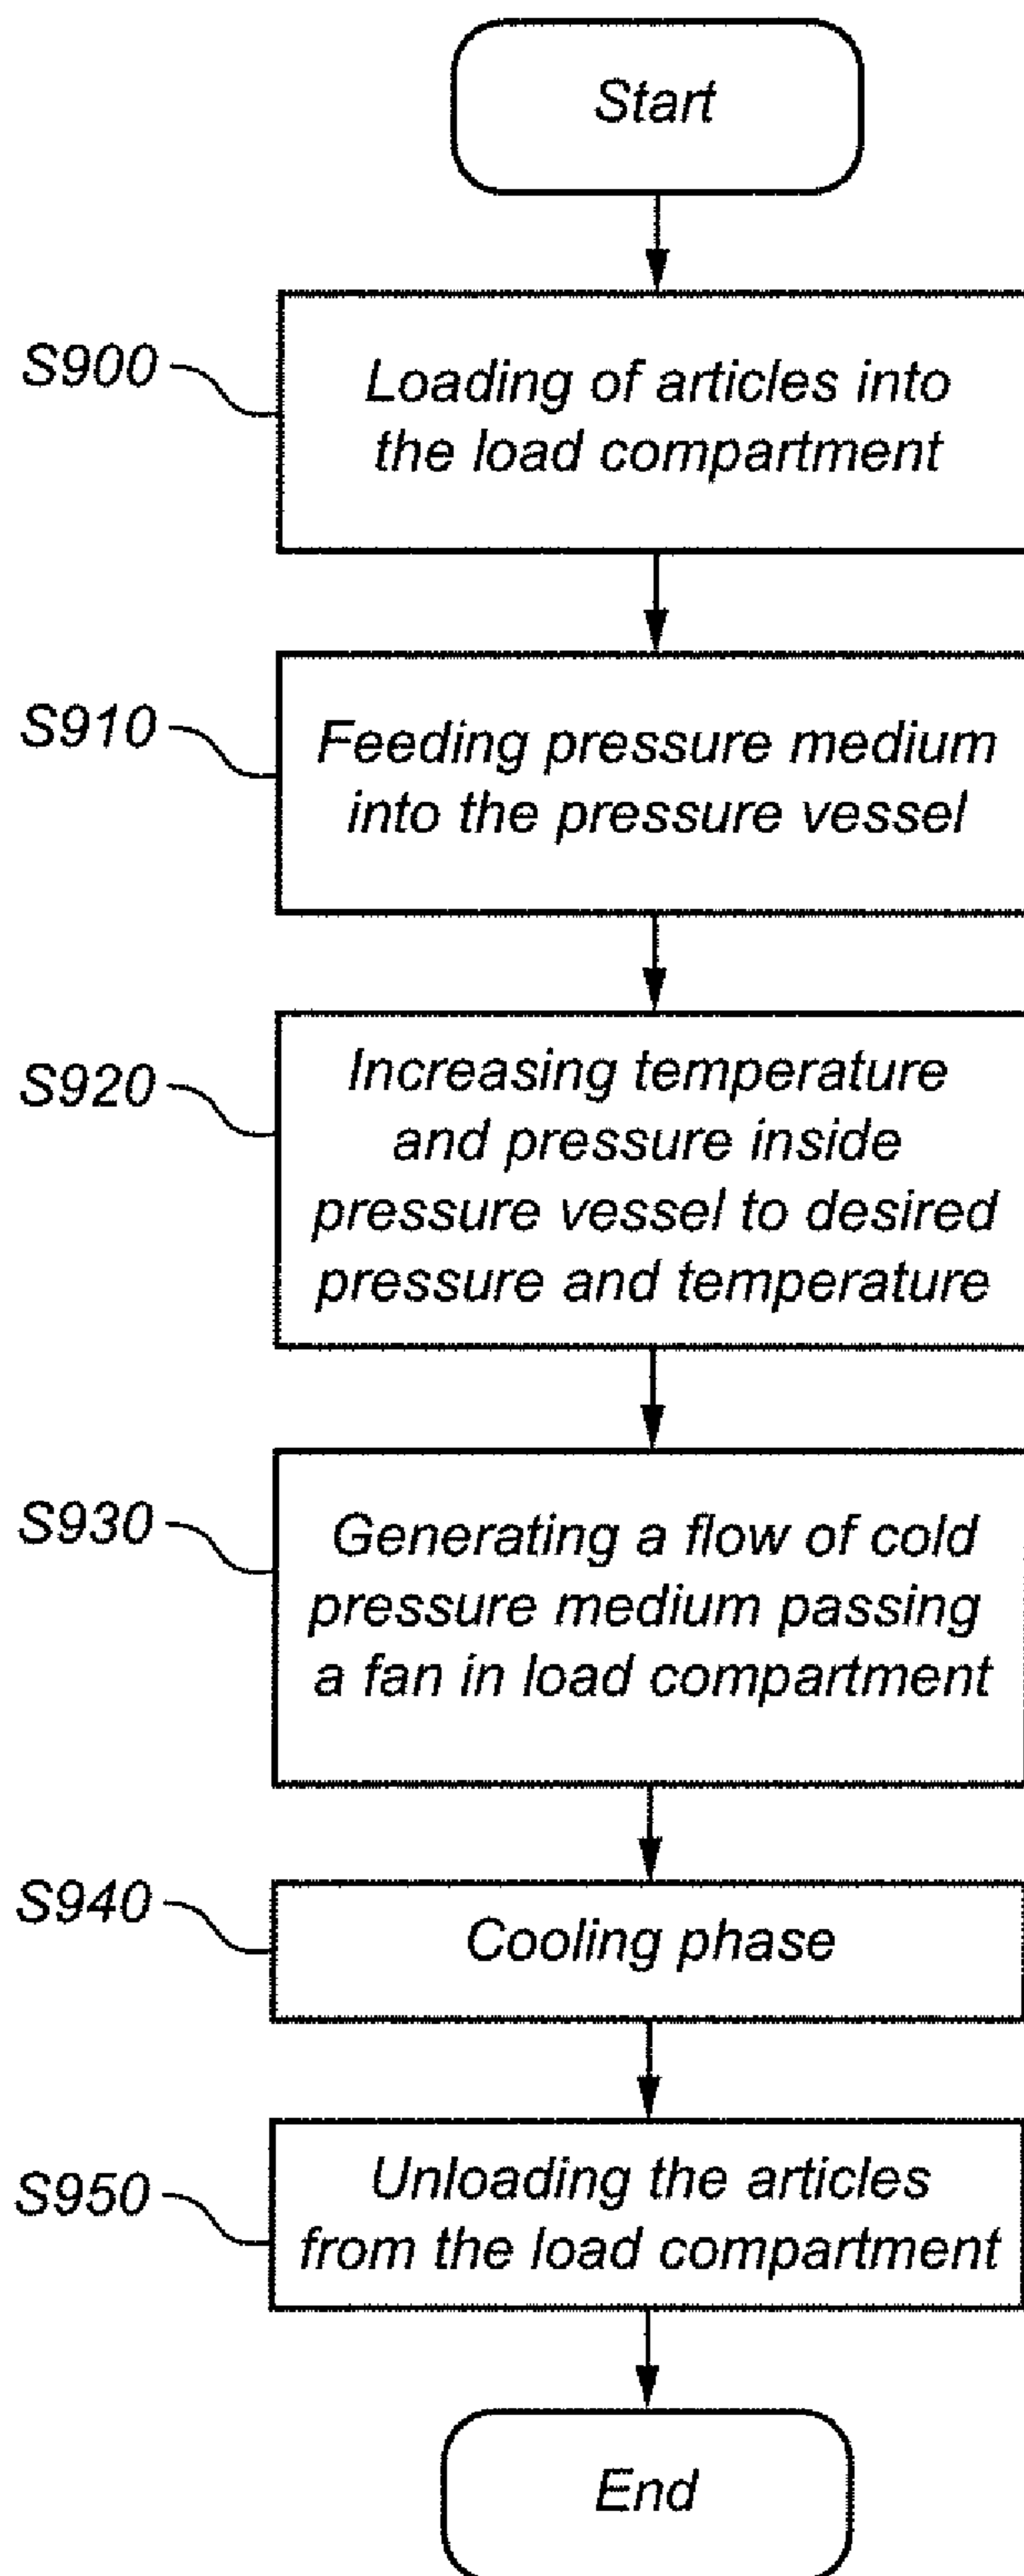 Start
S900
Loading of articles into
the load compartment
S910
Feeding pressure medium
into the pressure vessel
S920
Increasing temperature
and pressure inside
pressure vessel to desired
pressure and temperature
S930
Generating a flow of cold
pressure medium passing
a fan in load compartment
S940
Cooling phase
S950
Unloading the articles
from the load compartment
End